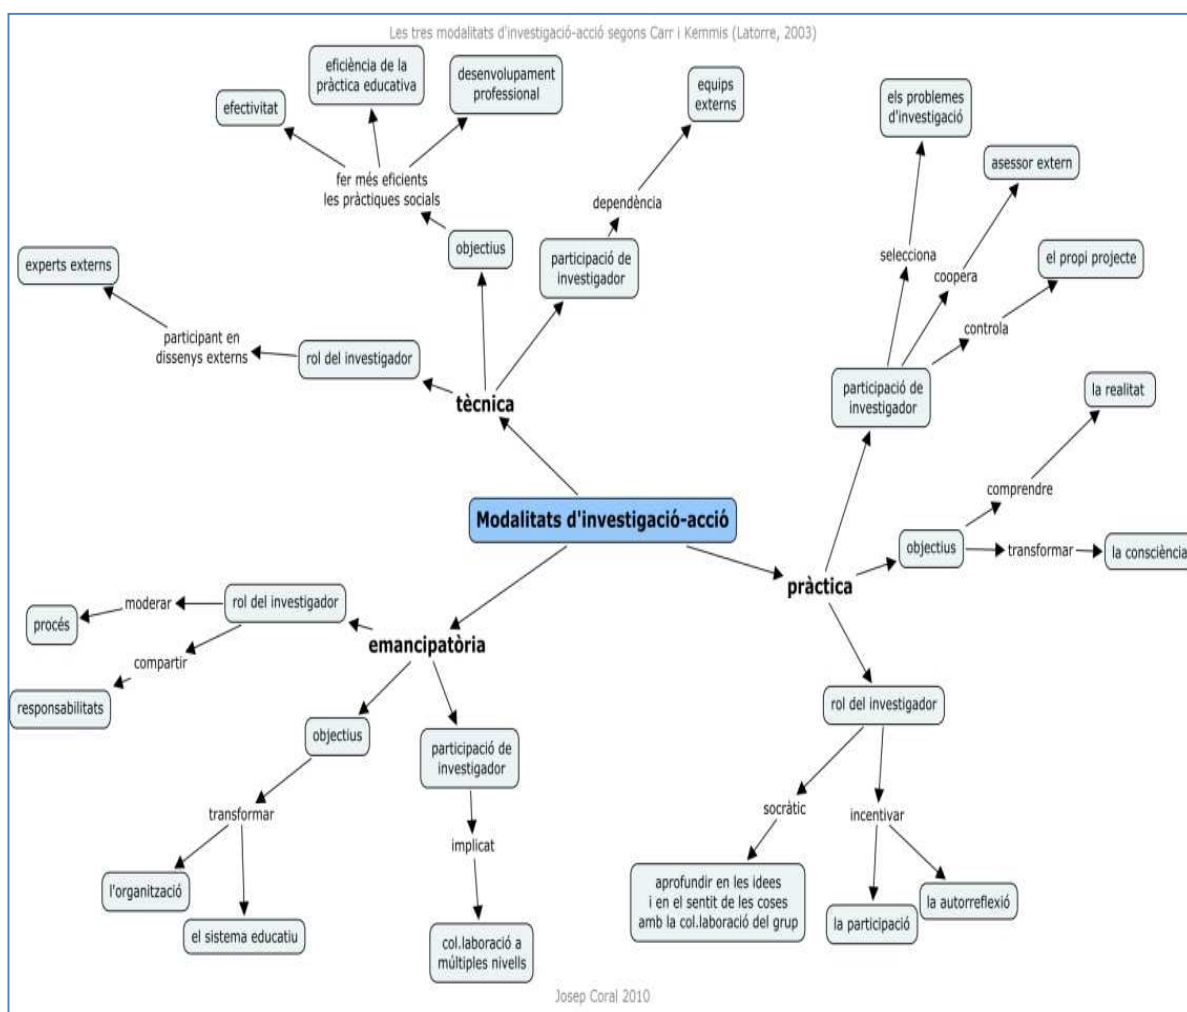 Les tres modalitats d'investigació-acció segons Carr i Kemmis (Latorre, 2003)
eficiència de la
pràctica educativa
desenvolupament
professional
efectivitat
equips
externs
els problemes
d'investigació
asessor extern
fer més eficients
les pràctiques socials
dependència
objectius
participació de
investigador
selecciona
coopera
el propi projecte
controla
experts externs
participant en
dissenys externs
rol del investigador
tècnica
participació de
investigador
la realitat
comprendre
Modalitats d'investigació-acció
objectius
transformar
la consciència
pràctica
rol del investigador
moderar
procés
compartir
responsabilitats
emancipatòria
objectius
participació de
investigador
rol del investigador
transformar
implicat
socràtic
incentivar
l'organització
el sistema educatiu
col.laboració a
múltiples nivells
aprofundir en les idees
i en el sentit de les coses
amb la col.laboració del grup
la participació
la autorreflexió
Josep Coral 2010